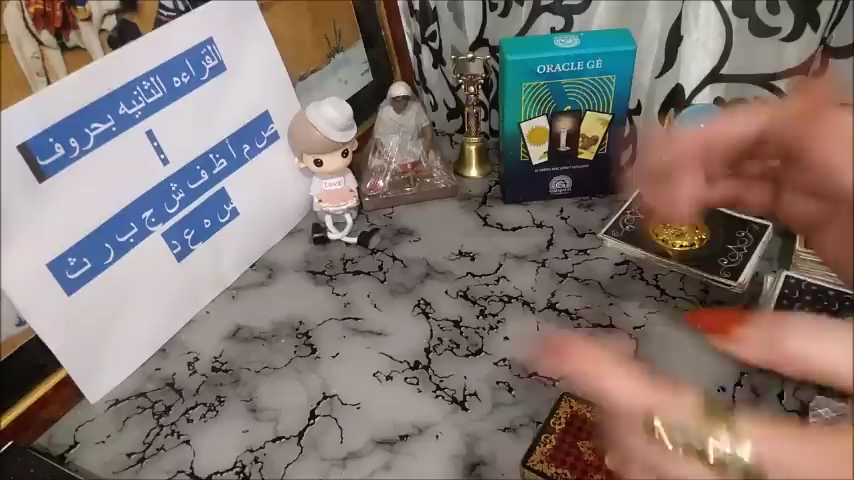 القراءه الثانيه بحروف
:
ص م أ ظ ف ش ج ب ر ث
س ه ع د
ORACLE GÉ
LOVE